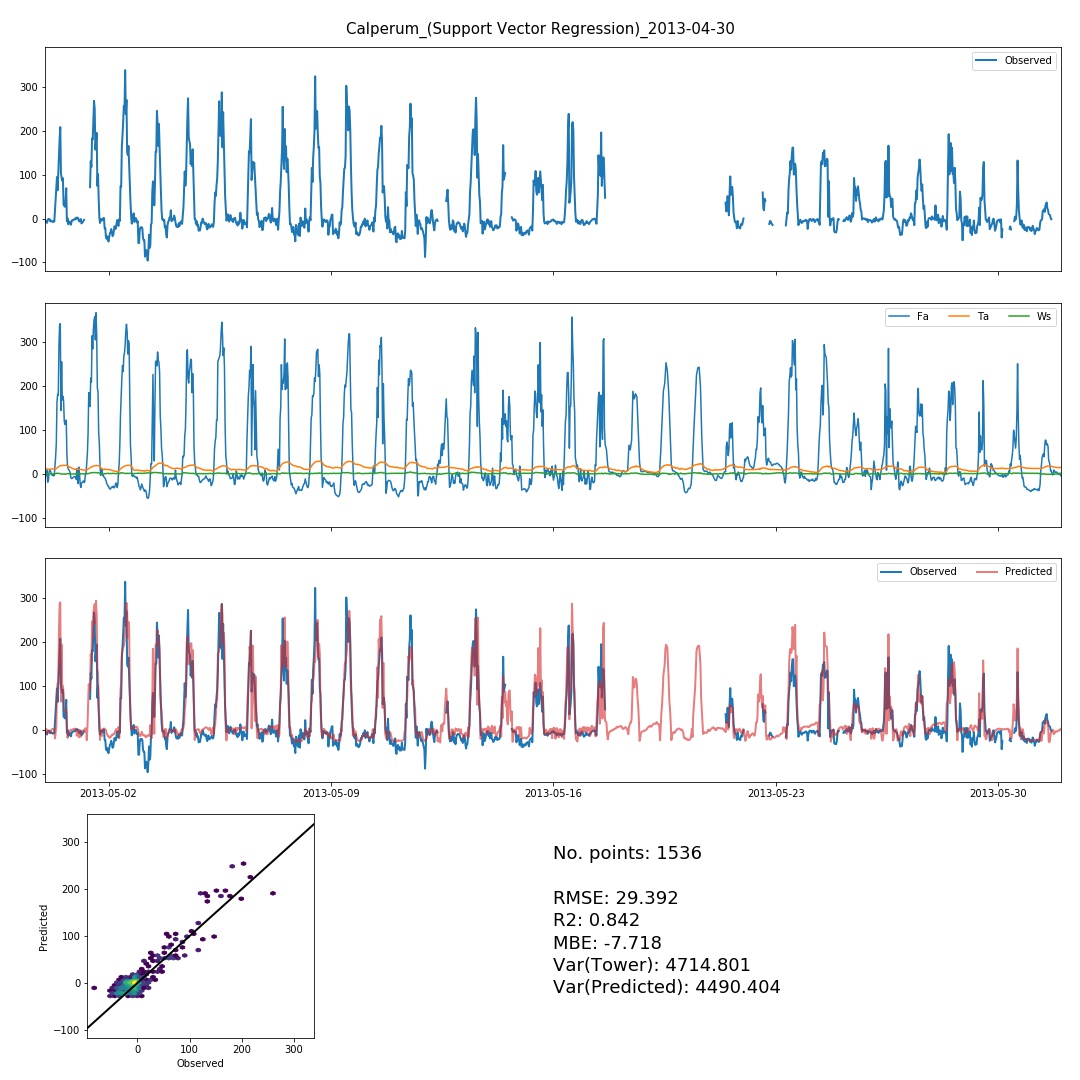 Calperum_(Support Vector Regression)_2013-04-30
Observed
300
200
100
0
−100
Fa Ta Ws
300
200
100
0
−100
Observed Predicted
300
200
100
0
−100
2013-05-02 2013-05-09 2013-05-16 2013-05-23 2013-05-30
300
200
100
0
−100
Predicted
0 100 200 300
Observed
No. points: 1536
RMSE: 29.392
R2: 0.842
MBE: -7.718
Var(Tower): 4714.801
Var(Predicted): 4490.404